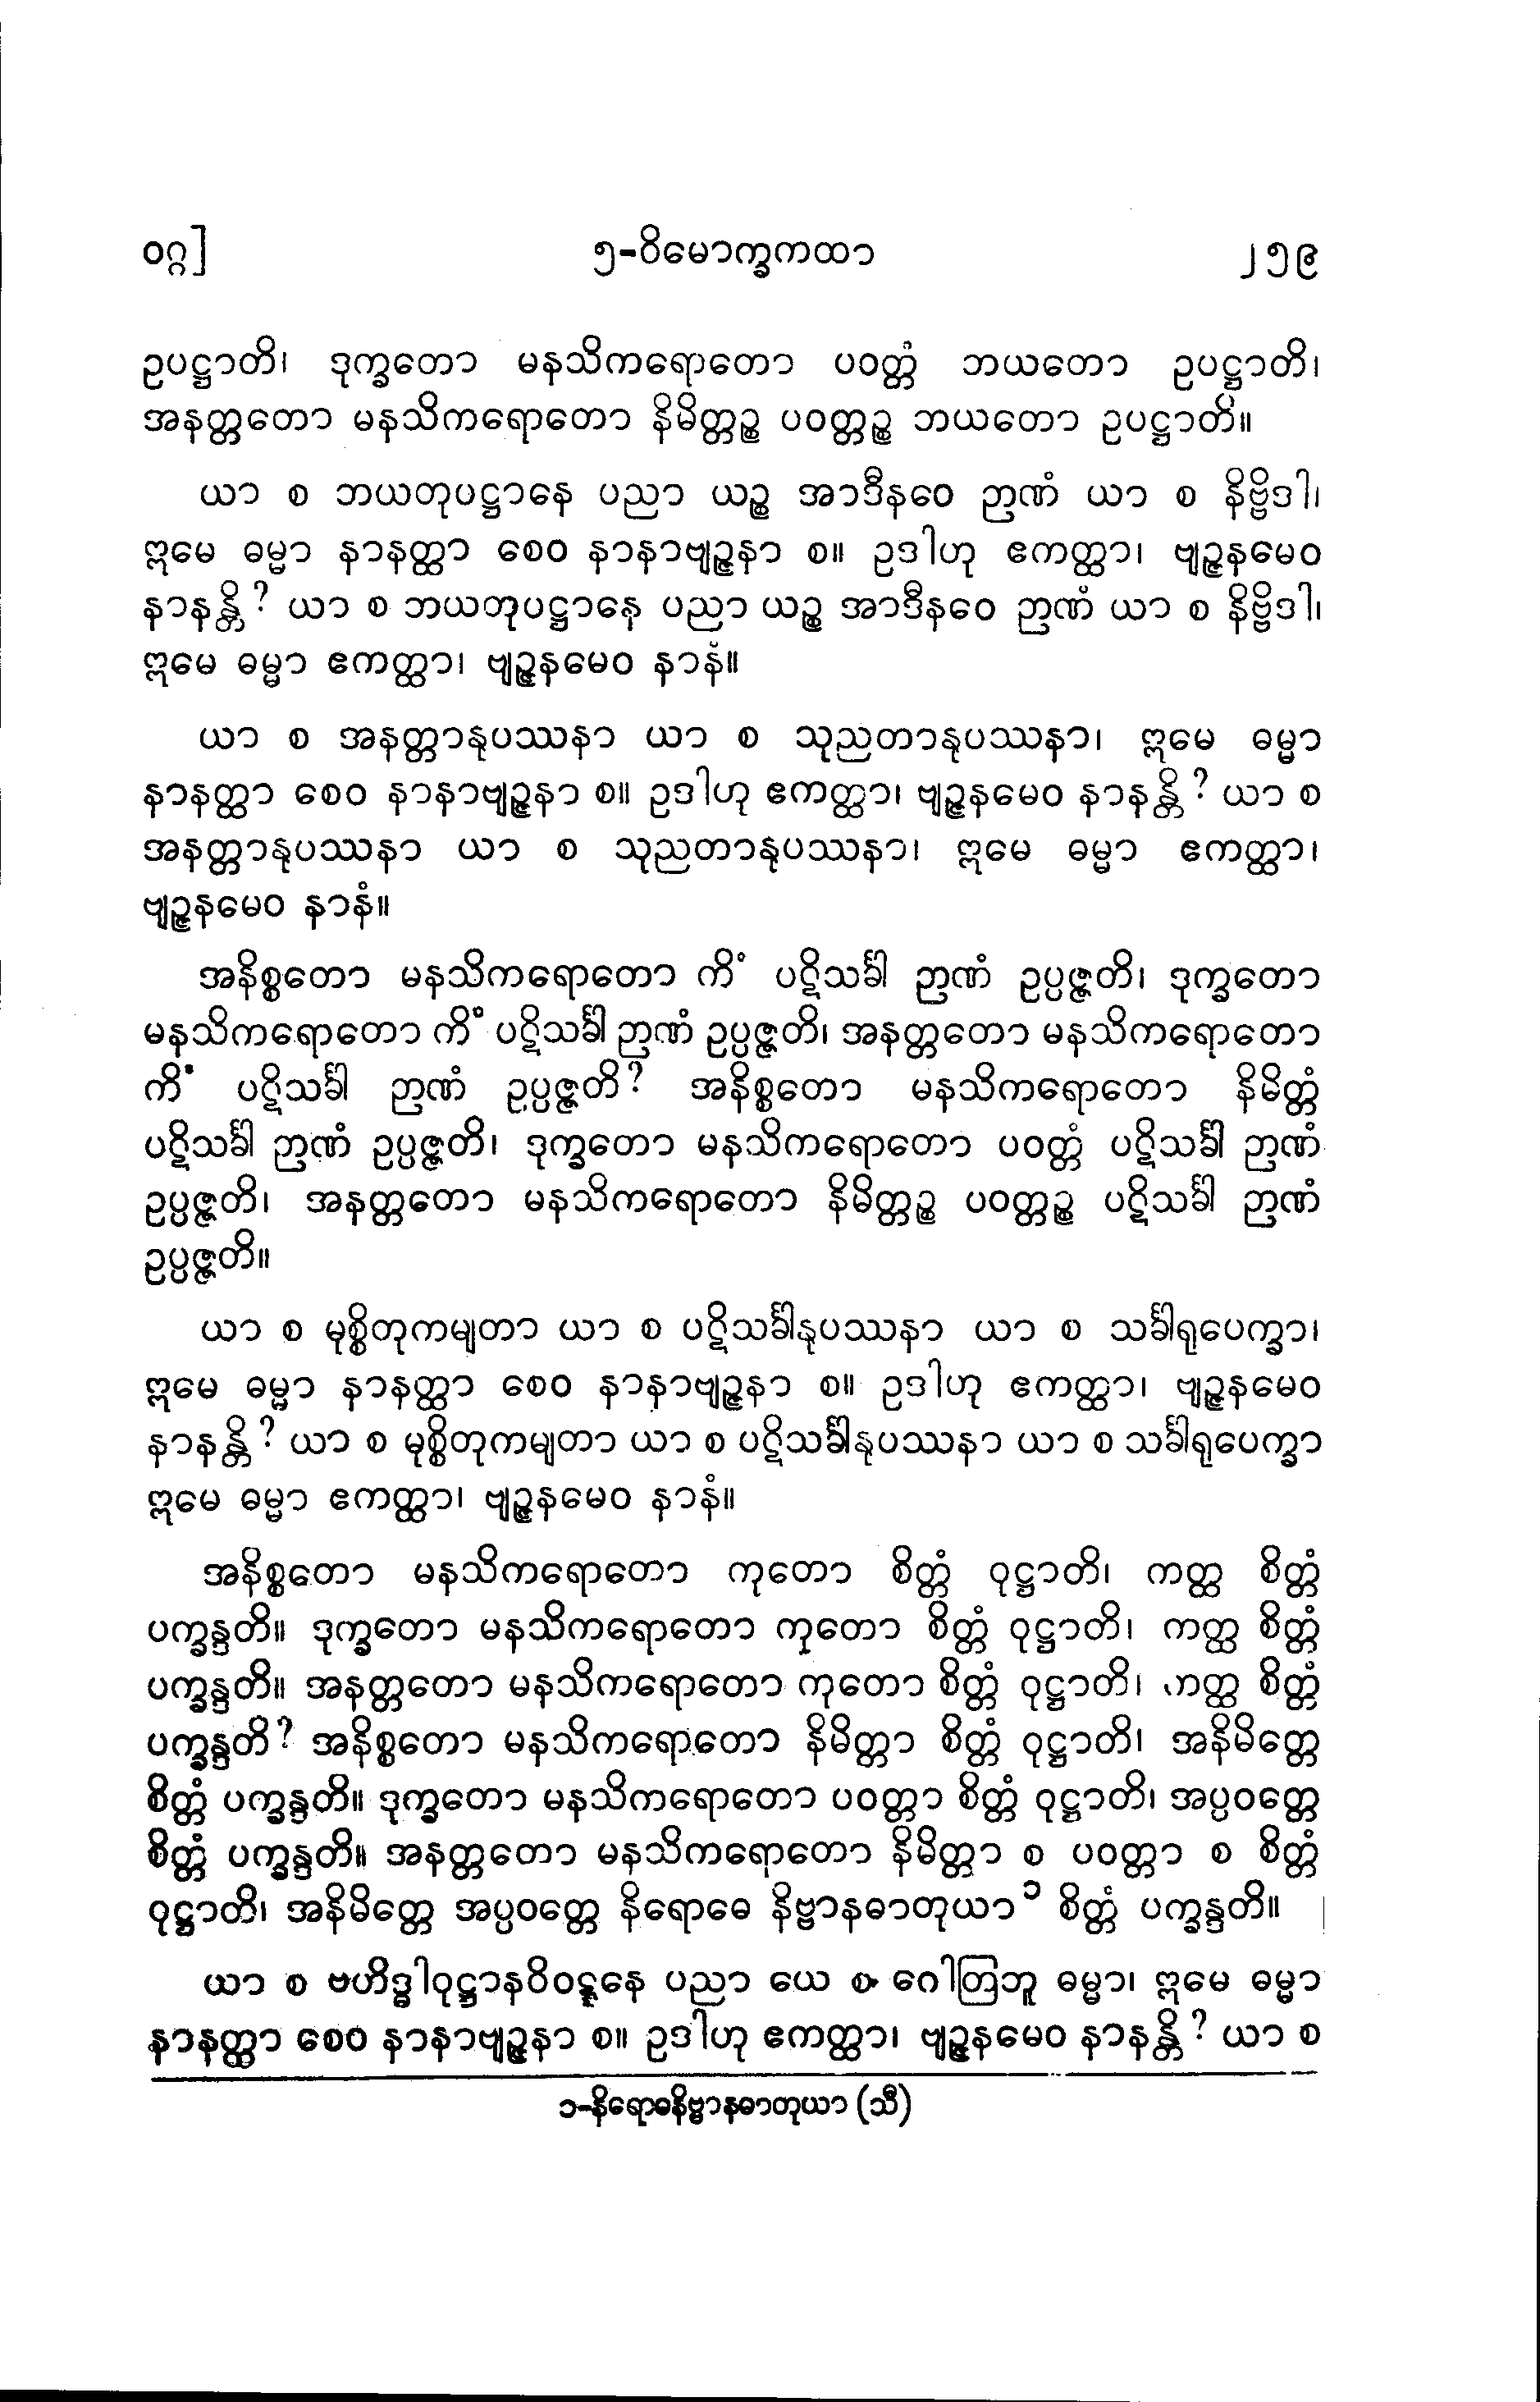 ဝဂ္ဂ] ၅-ဝိမောက္ခကထာ ၂၅၉
ဥပဋ္ဌာတိ၊ ဒုက္ခတော မနသိကရောတော ပဝတ္တံ ဘယတော ဥပဋ္ဌာတိ၊
အနတ္တတော မနသိကရောတော နိမိတ္တဉ္စ ပဝတ္တဉ္စ ဘယတော ဥပဋ္ဌာတိ။
ယာ စ ဘယတုပဋ္ဌာနေ ပညာ ယဉ္စ အာဒီနဝေ ဉာဏံ ယာ စ နိဗ္ဗိဒါ၊
ဣမေ ဓမ္မာ နာနတ္ထာ စေဝ နာနာဗျဉ္ဇနာ စ။ ဥဒါဟု ဧကတ္ထာ၊ ဗျဉ္ဇနမေဝ
နာနန္တိ? ယာ စ ဘယတုပဋ္ဌာနေ ပညာ ယဉ္စ အာဒီနဝေ ဉာဏံ ယာ စ နိဗ္ဗိဒါ၊
ဣမေ ဓမ္မာ ဧကတ္ထာ၊ ဗျဉ္ဇနမေဝ နာနံ။
ယာ စ အနတ္တာနုပဿနာ ယာ စ သုညတာနုပဿနာ၊ ဣမေ ဓမ္မာ
နာနတ္ထာ စေဝ နာနာဗျဉ္ဇနာ စ။ ဥဒါဟု ဧကတ္ထာ၊ ဗျဉ္ဇနမေဝ နာနန္တိ? ယာ စ
အနတ္တာနုပဿနာ ယာ စ သုညတာနုပဿနာ၊ ဣမေ ဓမ္မာ ဧကတ္ထာ၊
ဗျဉ္ဇနမေဝ နာနံ။
အနိစ္စတော မနသိကရောတော ကိံ ပဋိသင်္ခါ ဉာဏံ ဥပ္ပဇ္ဇတိ၊ ဒုက္ခတော
မနသိကရောတော ကိံ ပဋိသင်္ခါ ဉာဏံ ဥပ္ပဇ္ဇတိ၊ အနတ္တတော မနသိကရောတော
ကိံ ပဋိသင်္ခါ ဉာဏံ ဥပ္ပဇ္ဇတိ? အနိစ္စတော မနသိကရောတော နိမိတ္တံ
ပဋိသင်္ခါ ဉာဏံ ဥပ္ပဇ္ဇတိ၊ ဒုက္ခတော မနသိကရောတော ပဝတ္တံ ပဋိသင်္ခါ ဉာဏံ
ဥပ္ပဇ္ဇတိ၊ အနတ္တတော မနသိကရောတော နိမိတ္တဉ္စ ပဝတ္တဉ္စ ပဋိသင်္ခါ ဉာဏံ
ဥပ္ပဇ္ဇတိ။
ယာ စ မုစ္စိတုကမျတာ ယာ စ ပဋိသင်္ခါနုပဿနာ ယာ စ သင်္ခါရုပေက္ခာ၊
ဣမေ ဓမ္မာ နာနတ္ထာ စေဝ နာနာဗျဉ္ဇနာ စ။ ဥဒါဟု ဧကတ္ထာ၊ ဗျဉ္ဇနမေဝ
နာနန္တိ? ယာ စ မုစ္စိတုကမျတာ ယာ စ ပဋိသင်္ခါနုပဿနာ ယာ စ သင်္ခါရုပေက္ခာ
ဣမေ ဓမ္မာ ဧကတ္ထာ၊ ဗျဉ္ဇနမေဝ နာနံ။
အနိစ္စတော မနသိကရောတော ကုတော စိတ္တံ ဝုဋ္ဌာတိ၊ ကတ္ထ စိတ္တံ
ပက္ခန္ဒတိ။ ဒုက္ခတော မနသိကရောတော ကုတော စိတ္တံ ဝုဋ္ဌာတိ၊ ကတ္ထ စိတ္တံ
ပက္ခန္ဒတိ။ အနတ္တတော မနသိကရောတော ကုတော စိတ္တံ ဝုဋ္ဌာတိ၊ ကတ္ထ စိတ္တံ
ပက္ခန္ဒတိ? အနိစ္စတော မနသိကရောတော နိမိတ္တာ စိတ္တံ ဝုဋ္ဌာတိ၊ အနိမိတ္တေ
စိတ္တံ ပက္ခန္ဒတိ။ ဒုက္ခတော မနသိကရောတော ပဝတ္တာ စိတ္တံ ဝုဋ္ဌာတိ၊ အပ္ပဝတ္တေ
စိတ္တံ ပက္ခန္ဒတိ။ အနတ္တတော မနသိကရောတော နိမိတ္တာ စ ပဝတ္တာ စ စိတ္တံ
ဝုဋ္ဌာတိ၊ အနိမိတ္တေ အပ္ပဝတ္တေ နိရောဓေ နိဗ္ဗာနဓာတုယာ ၁ စိတ္တံ ပက္ခန္ဒတိ။
ယာ စ ဗဟိဒ္ဓါဝုဋ္ဌာနဝိဝဋ္ဋနေ ပညာ ယေ စ ဂေါတြဘူ ဓမ္မာ၊ ဣမေ ဓမ္မာ
နာနတ္ထာ စေဝ နာနာဗျဉ္ဇနာ စ။ ဥဒါဟု ဧကတ္ထာ၊ ဗျဉ္ဇနမေဝ နာနန္တိ? ယာ စ
၁-နိရောဓနိဗ္ဗာနဓာတုယာ (သီ)